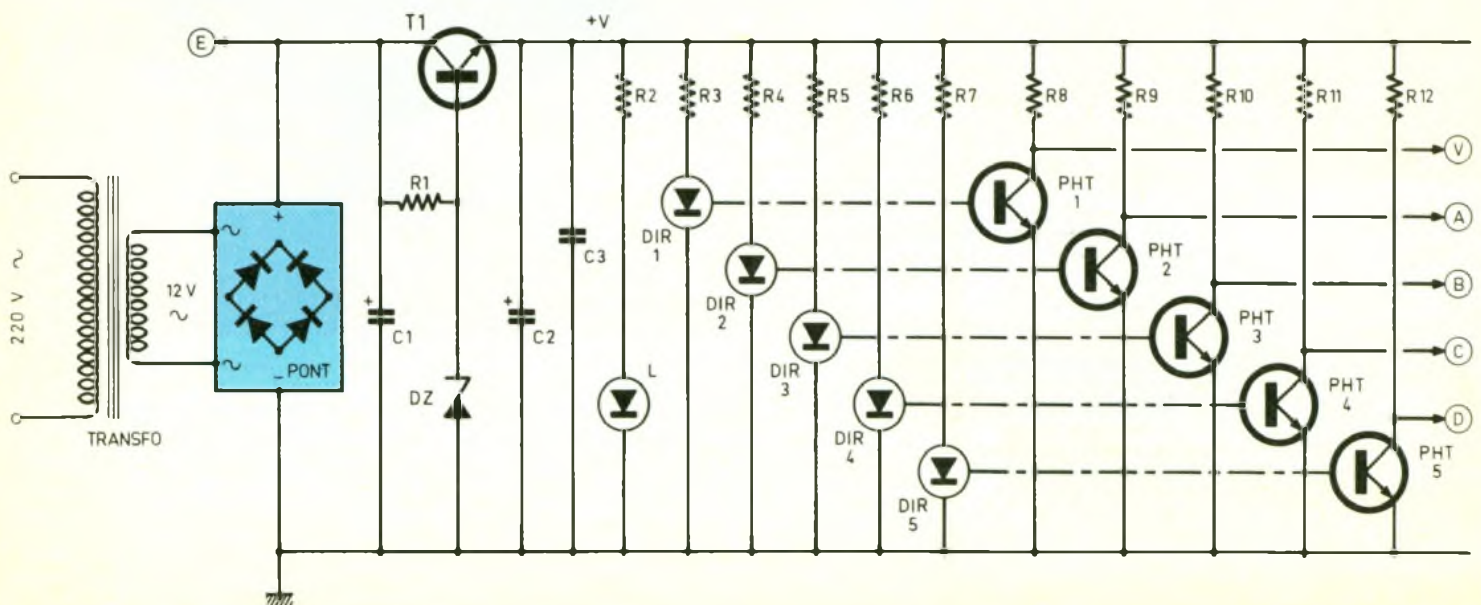 E
T1
+V
R2
R3
R4
R5
R6
R7
R8
R9
R10
R11
R12
V
A
B
C
D
220 V ~
TRANSFO
12 V
~
+
~
~
-
PONT
R1
+
C1
DZ
+
C2
C3
L
DIR
1
DIR
2
DIR
3
DIR
4
DIR
5
PHT
1
PHT
2
PHT
3
PHT
4
PHT
5